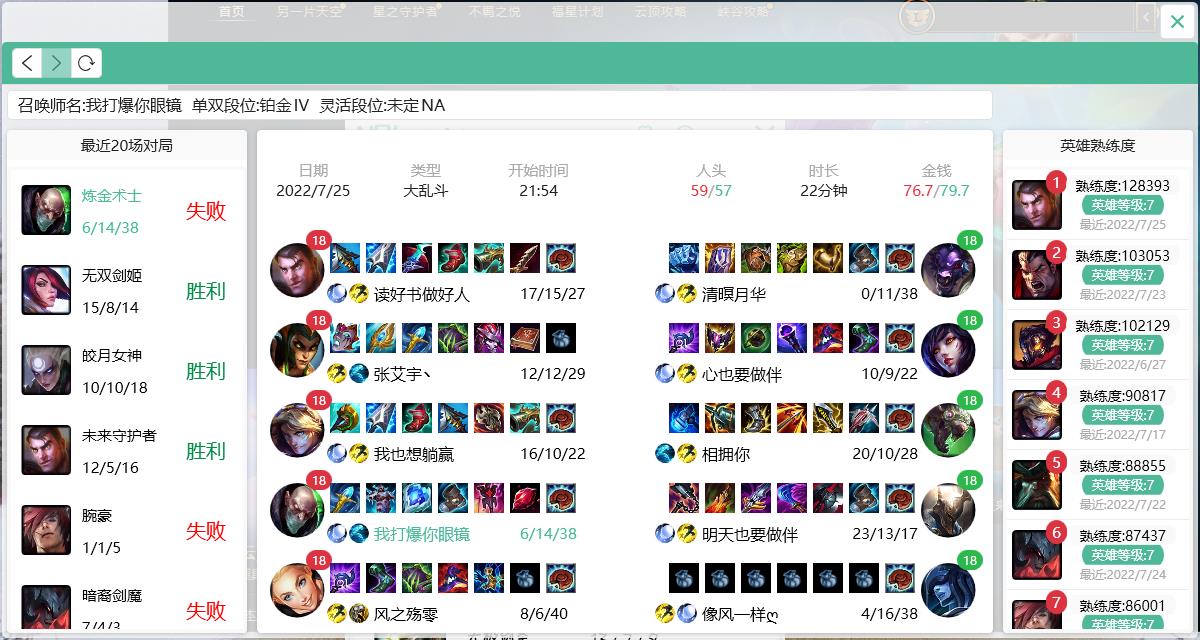 首页 另一片天空 星之守护者 不羁之悦 福星计划 云顶攻略 峡谷攻略
召唤师名:我打爆你眼镜 单双段位:铂金IV 灵活段位:未定NA
最近20场对局
炼金术士
6/14/38
失败
无双剑姬
15/8/14
胜利
皎月女神
10/10/18
胜利
未来守护者
12/5/16
胜利
腕豪
1/1/5
失败
暗裔剑魔
7/4/3
失败
日期 类型 开始时间 人头 时长 金钱
2022/7/25 大乱斗 21:54 59/57 22分钟 76.7/79.7
18
读好书做好人 17/15/27
18
清暝月华 0/11/38
18
张艾宇丶 12/12/29
18
心也要做伴 10/9/22
18
我也想躺赢 16/10/22
18
相拥你 20/10/28
18
我打爆你眼镜 6/14/38
18
明天也要做伴 23/13/17
18
风之殇零 8/6/40
18
像风一样ღ 4/16/38
英雄熟练度
1
熟练度:128393
英雄等级:7
最近:2022/7/25
2
熟练度:103053
英雄等级:7
最近:2022/7/23
3
熟练度:102129
英雄等级:7
最近:2022/6/27
4
熟练度:90817
英雄等级:7
最近:2022/7/17
5
熟练度:88855
英雄等级:7
最近:2022/7/22
6
熟练度:87437
英雄等级:7
最近:2022/7/24
7
熟练度:86001
英雄等级:7